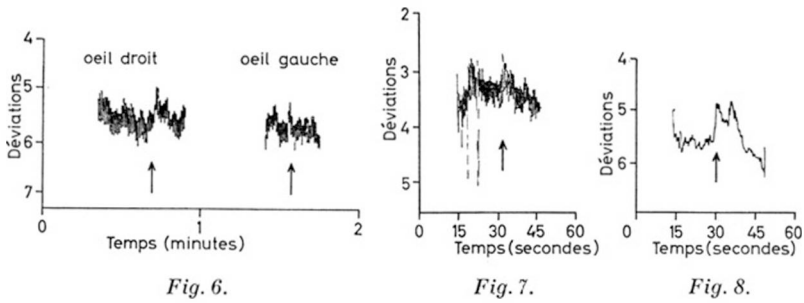 oeil droit
oeil gauche
Déviations
4
5
6
7
0
1
2
Temps (minutes)
Fig. 6.
Déviations
2
3
4
5
0
15
30
45
60
Temps (secondes)
Fig. 7.
Déviations
4
5
6
0
15
30
45
60
Temps (secondes)
Fig. 8.